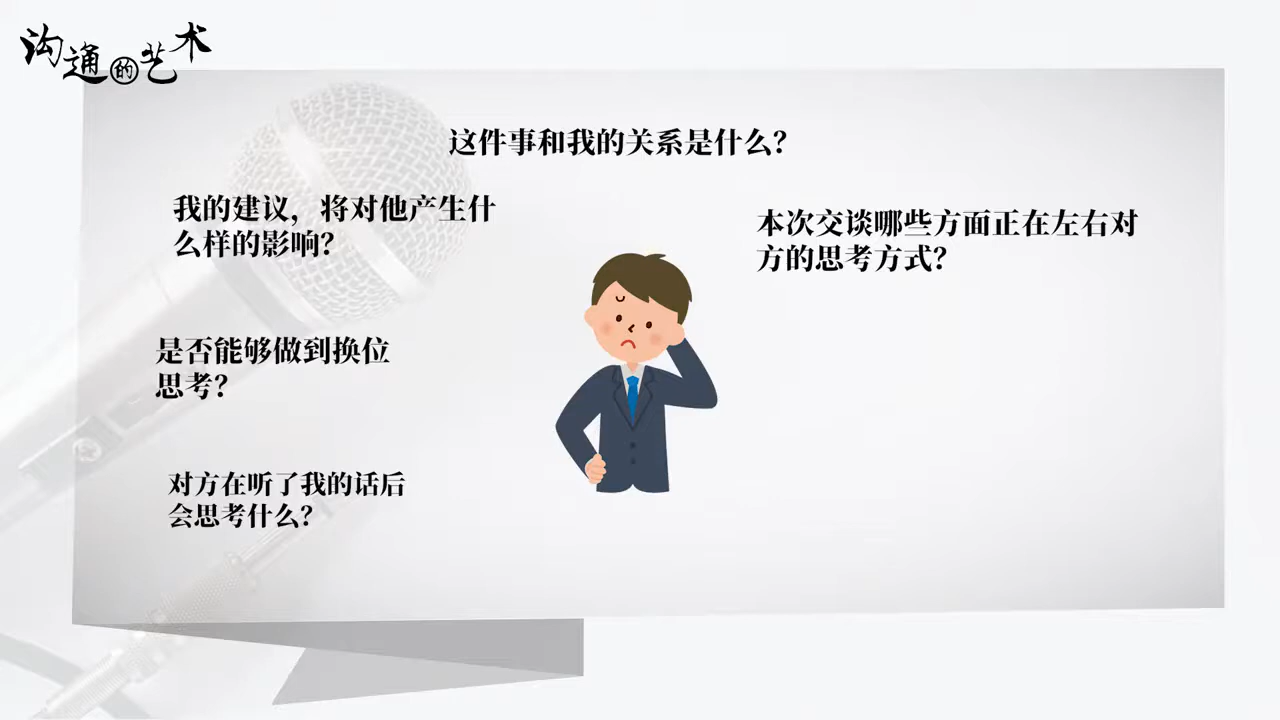 沟通的艺术
这件事和我的关系是什么？
我的建议，将对他产生什
么样的影响？
本次交谈哪些方面正在左右对
方的思考方式？
是否能够做到换位
思考？
对方在听了我的话后
会思考什么？